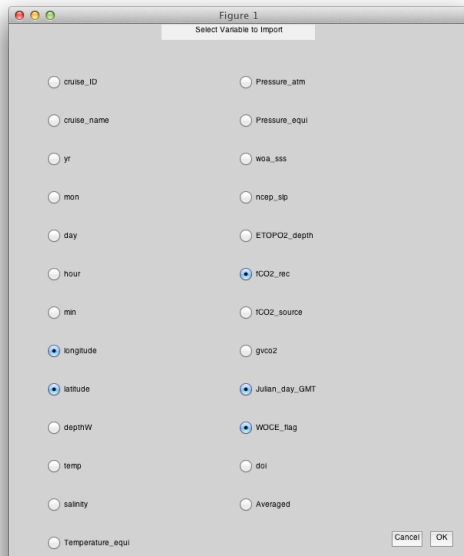 Figure 1
Select Variable to Import
cruise_ID
cruise_name
yr
mon
day
hour
min
longitude
latitude
depthW
temp
salinity
Temperature_equi
Pressure_atm
Pressure_equi
woa_sss
ncep_slp
ETOPO2_depth
fCO2_rec
fCO2_source
gvco2
Julian_day_GMT
WOCE_flag
doi
Averaged
Cancel
OK